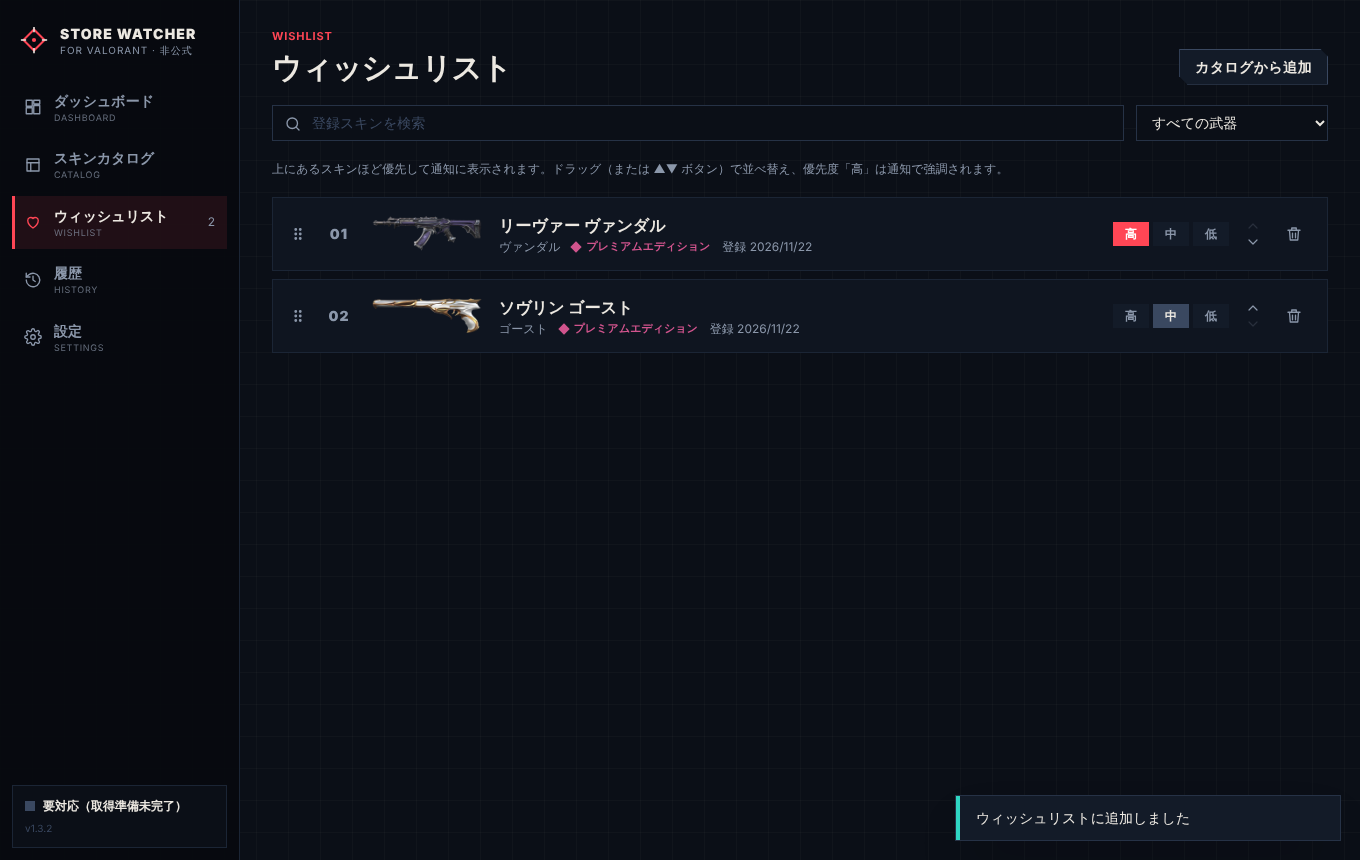 STORE WATCHER
FOR VALORANT · 非公式
ダッシュボード
DASHBOARD
スキンカタログ
CATALOG
ウィッシュリスト
WISHLIST
2
履歴
HISTORY
設定
SETTINGS
要対応（取得準備未完了）
v1.3.2
WISHLIST
ウィッシュリスト
カタログから追加
登録スキンを検索
すべての武器
上にあるスキンほど優先して通知に表示されます。ドラッグ（または ▲▼ ボタン）で並べ替え、優先度「高」は通知で強調されます。
01
リーヴァー ヴァンダル
ヴァンダル ◆ プレミアムエディション 登録 2026/11/22
高 中 低
02
ソヴリン ゴースト
ゴースト ◆ プレミアムエディション 登録 2026/11/22
高 中 低
ウィッシュリストに追加しました